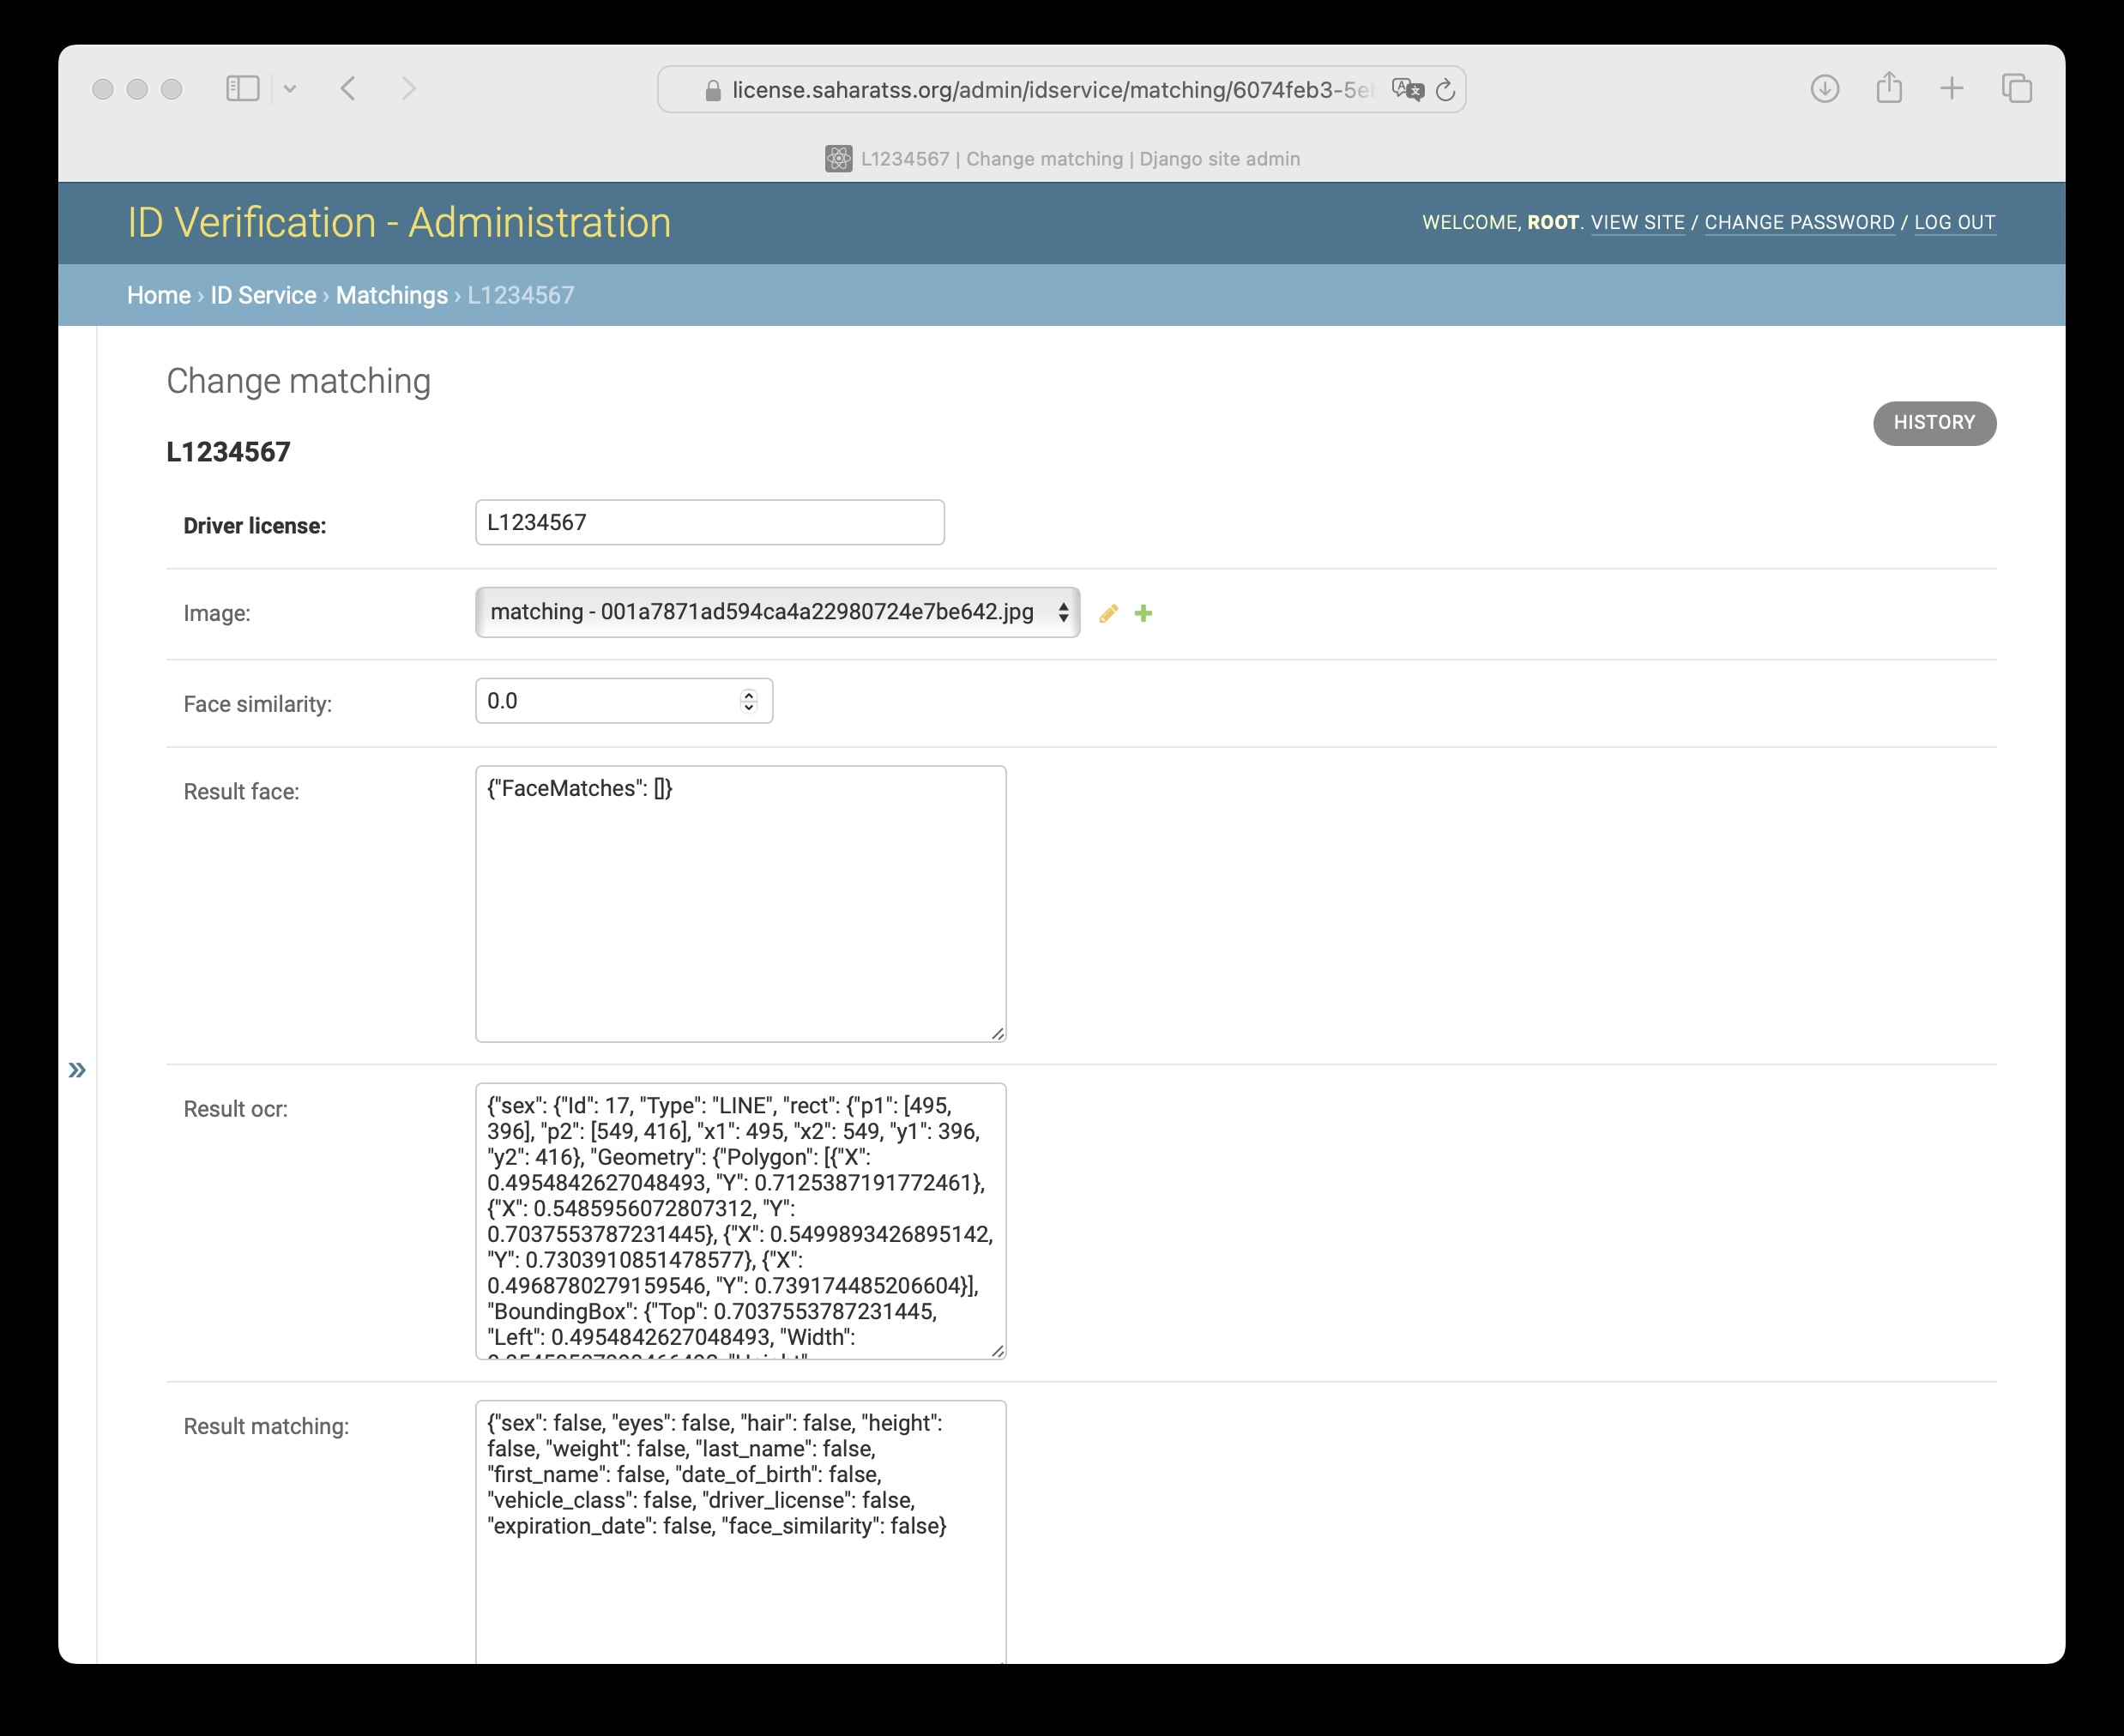 license.saharatss.org/admin/idservice/matching/6074feb3-5e
L1234567 | Change matching | Django site admin
ID Verification - Administration
WELCOME, ROOT. VIEW SITE / CHANGE PASSWORD / LOG OUT
Home › ID Service › Matchings › L1234567
Change matching
HISTORY
L1234567
Driver license:
L1234567
Image:
matching - 001a7871ad594ca4a22980724e7be642.jpg
Face similarity:
0.0
Result face:
{"FaceMatches": []}
Result ocr:
{"sex": {"Id": 17, "Type": "LINE", "rect": {"p1": [495,
396], "p2": [549, 416], "x1": 495, "x2": 549, "y1": 396,
"y2": 416}, "Geometry": {"Polygon": [{"X":
0.4954842627048493, "Y": 0.7125387191772461},
{"X": 0.5485956072807312, "Y":
0.7037553787231445}, {"X": 0.5499893426895142,
"Y": 0.7303910851478577}, {"X":
0.4968780279159546, "Y": 0.739174485206604}],
"BoundingBox": {"Top": 0.7037553787231445,
"Left": 0.4954842627048493, "Width":
Result matching:
{"sex": false, "eyes": false, "hair": false, "height":
false, "weight": false, "last_name": false,
"first_name": false, "date_of_birth": false,
"vehicle_class": false, "driver_license": false,
"expiration_date": false, "face_similarity": false}